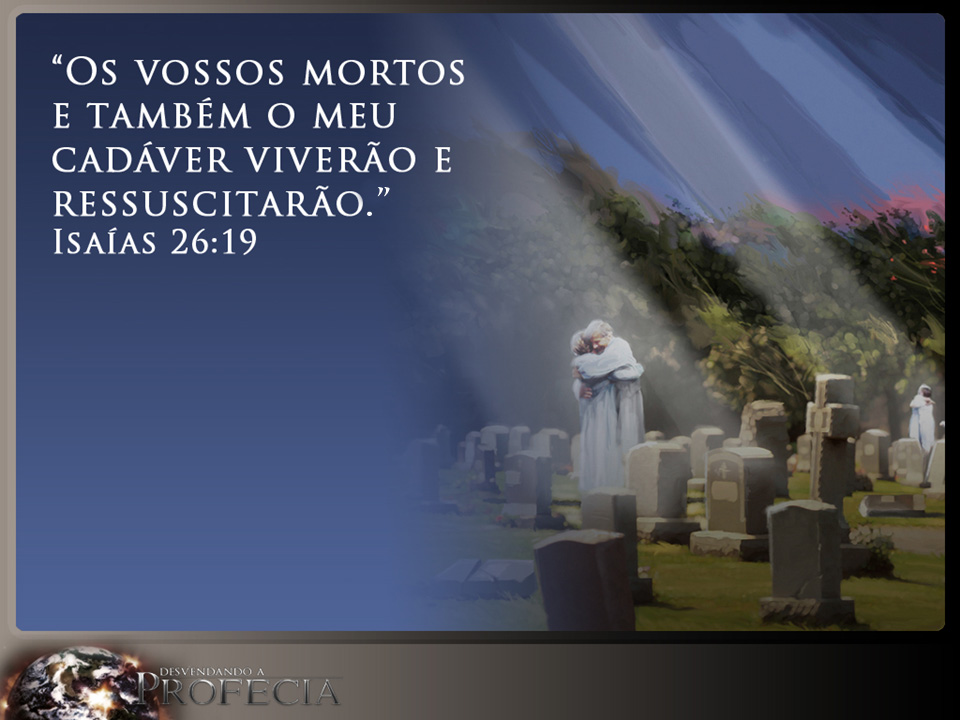 “Os vossos mortos
e também o meu
cadáver viverão e
ressuscitarão.”
Isaías 26:19
Desvendando a
Profecia